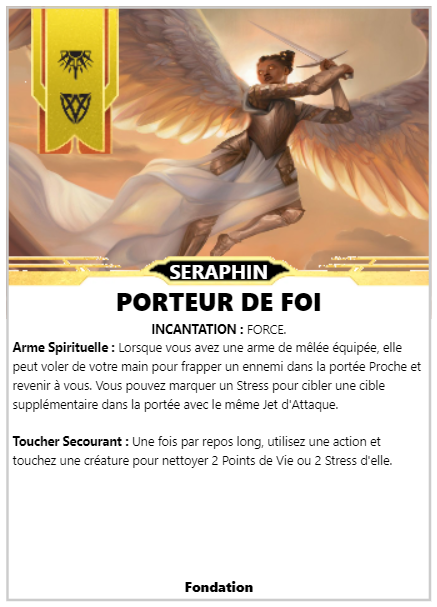 SERAPHIN
PORTEUR DE FOI
INCANTATION : FORCE.
Arme Spirituelle : Lorsque vous avez une arme de mêlée équipée, elle
peut voler de votre main pour frapper un ennemi dans la portée Proche et
revenir à vous. Vous pouvez marquer un Stress pour cibler une cible
supplémentaire dans la portée avec le même Jet d'Attaque.
Toucher Secourant : Une fois par repos long, utilisez une action et
touchez une créature pour nettoyer 2 Points de Vie ou 2 Stress d'elle.
Fondation